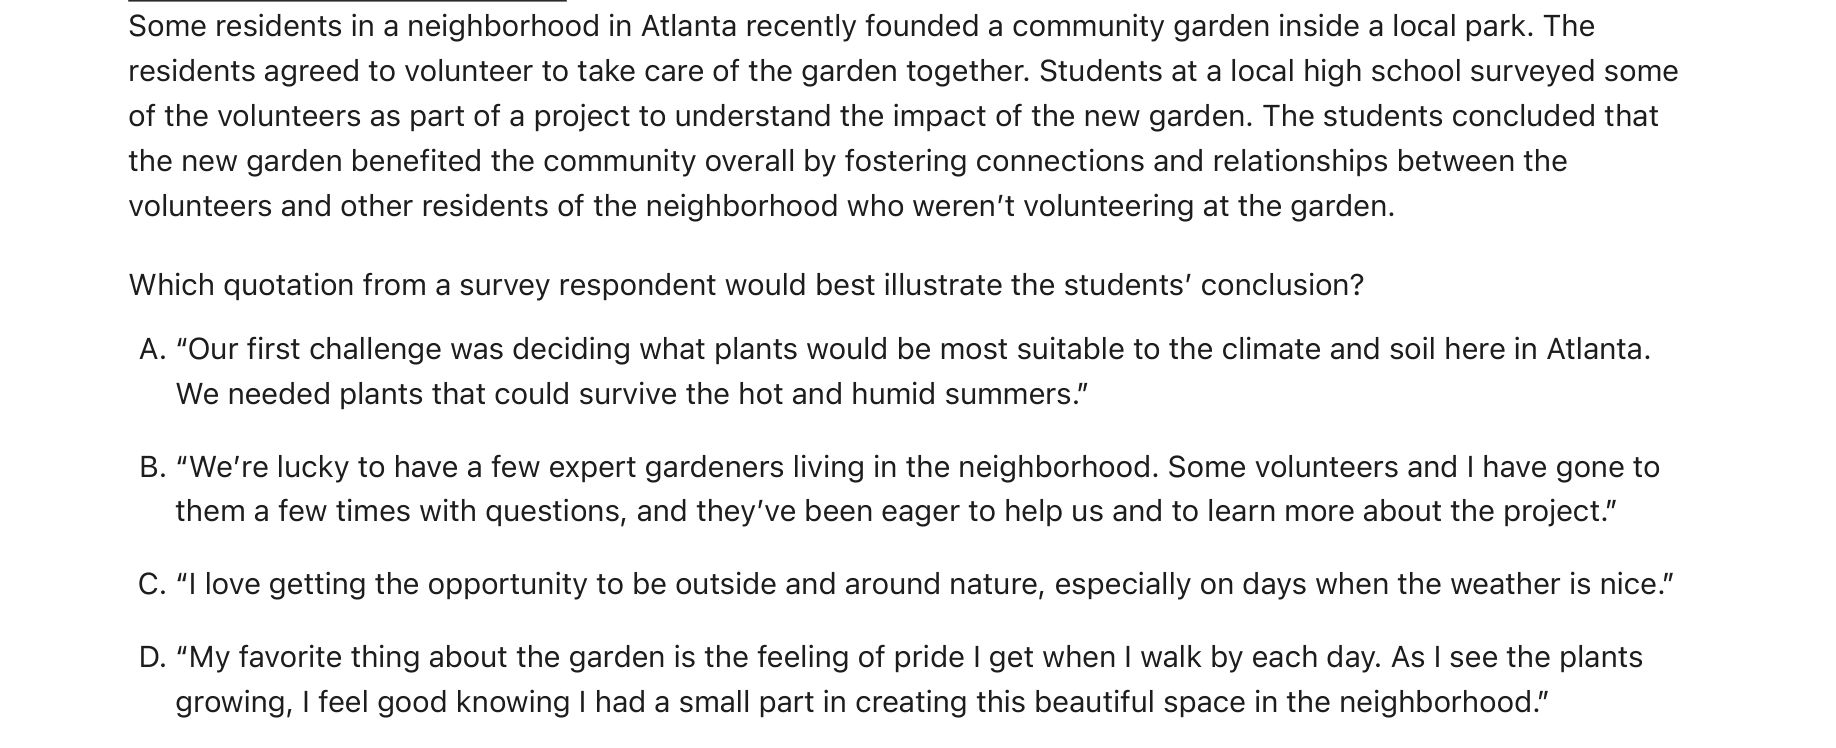 Some residents in a neighborhood in Atlanta recently founded a community garden inside a local park. The
residents agreed to volunteer to take care of the garden together. Students at a local high school surveyed some
of the volunteers as part of a project to understand the impact of the new garden. The students concluded that
the new garden benefited the community overall by fostering connections and relationships between the
volunteers and other residents of the neighborhood who weren’t volunteering at the garden.
Which quotation from a survey respondent would best illustrate the students’ conclusion?
A. “Our first challenge was deciding what plants would be most suitable to the climate and soil here in Atlanta.
We needed plants that could survive the hot and humid summers.”
B. “We’re lucky to have a few expert gardeners living in the neighborhood. Some volunteers and I have gone to
them a few times with questions, and they’ve been eager to help us and to learn more about the project.”
C. “I love getting the opportunity to be outside and around nature, especially on days when the weather is nice.”
D. “My favorite thing about the garden is the feeling of pride I get when I walk by each day. As I see the plants
growing, I feel good knowing I had a small part in creating this beautiful space in the neighborhood.”